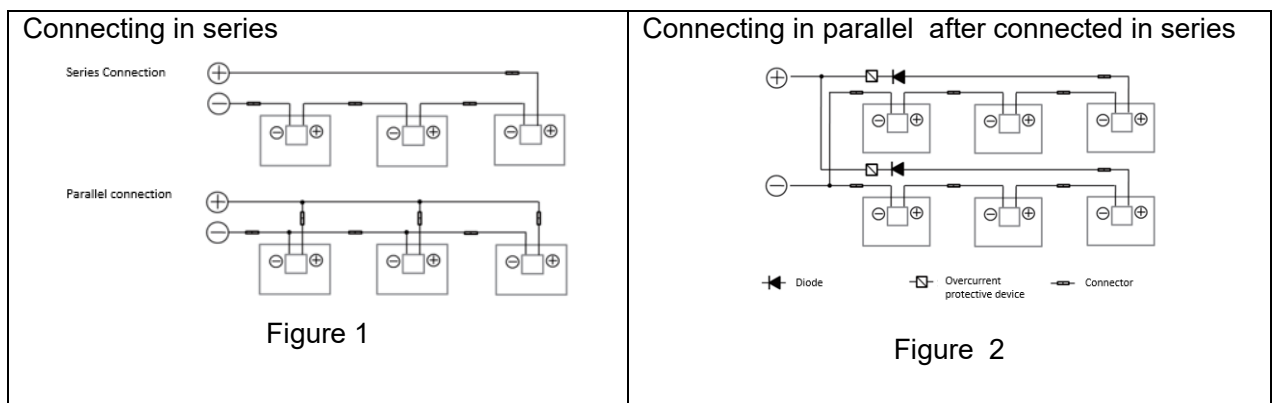 Connecting in series
Series Connection
+
−
− + − + − +
Parallel connection
+
−
− + − + − +
Figure 1
Connecting in parallel  after connected in series
+
− + − + − +
−
− + − + − +
Diode
Overcurrent
protective device
Connector
Figure  2